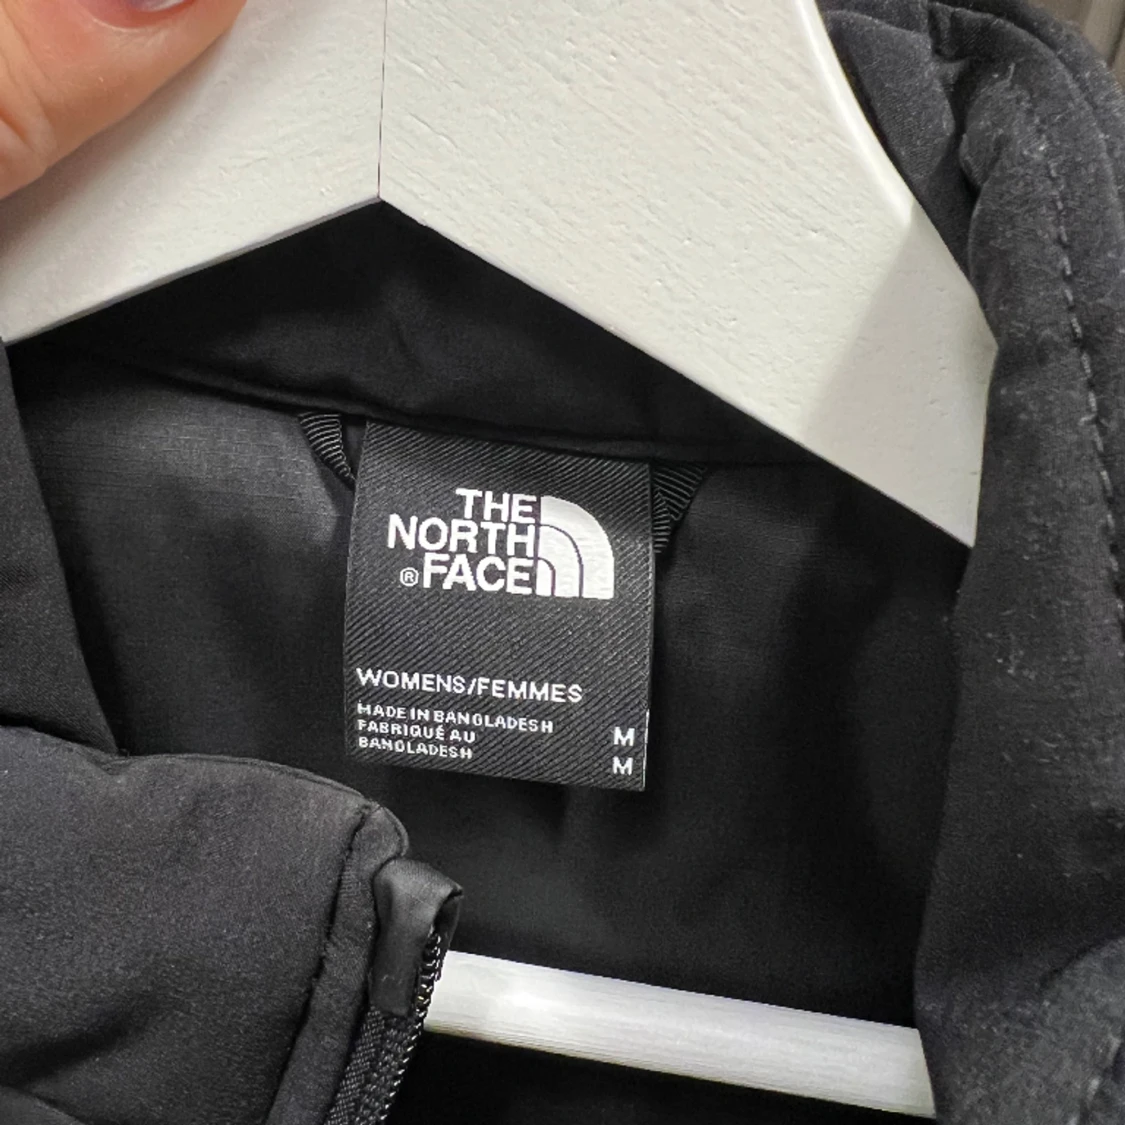 THE
NORTH
®FACE
WOMENS/FEMMES
MADE IN BANGLADESH
FABRIQUÉ AU
BANGLADESH
M
M